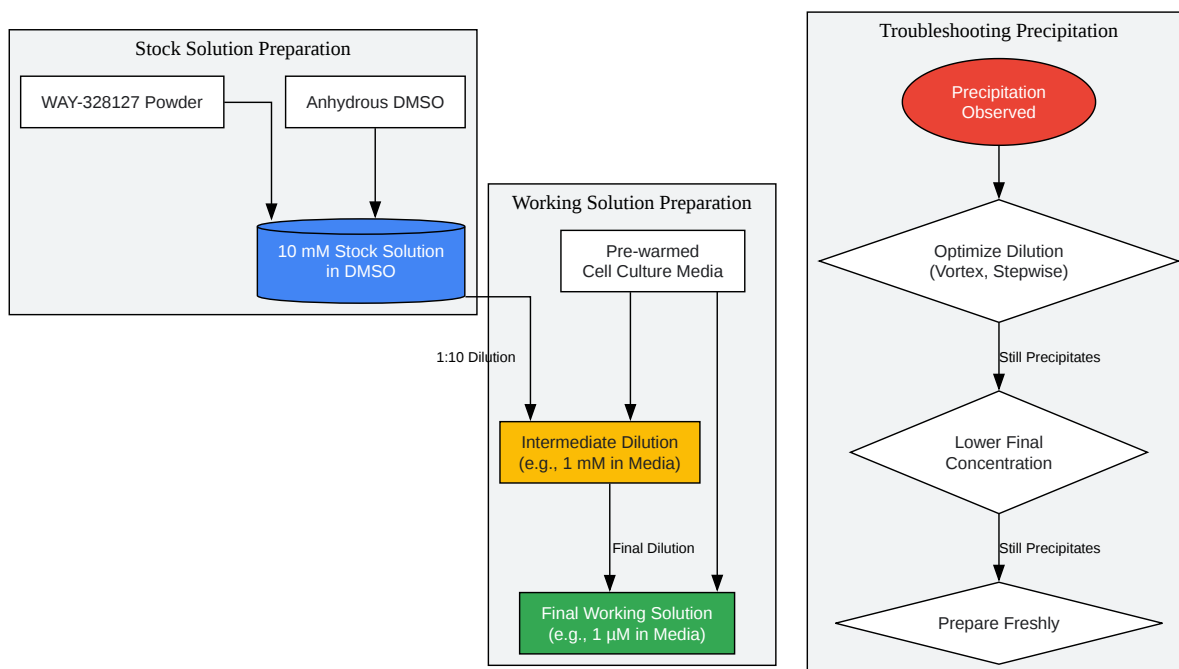 Stock Solution Preparation
WAY-328127 Powder
Anhydrous DMSO
10 mM Stock Solution
in DMSO
Working Solution Preparation
Pre-warmed
Cell Culture Media
1:10 Dilution
Intermediate Dilution
(e.g., 1 mM in Media)
Final Dilution
Final Working Solution
(e.g., 1 µM in Media)
Troubleshooting Precipitation
Precipitation
Observed
Optimize Dilution
(Vortex, Stepwise)
Still Precipitates
Lower Final
Concentration
Still Precipitates
Prepare Freshly